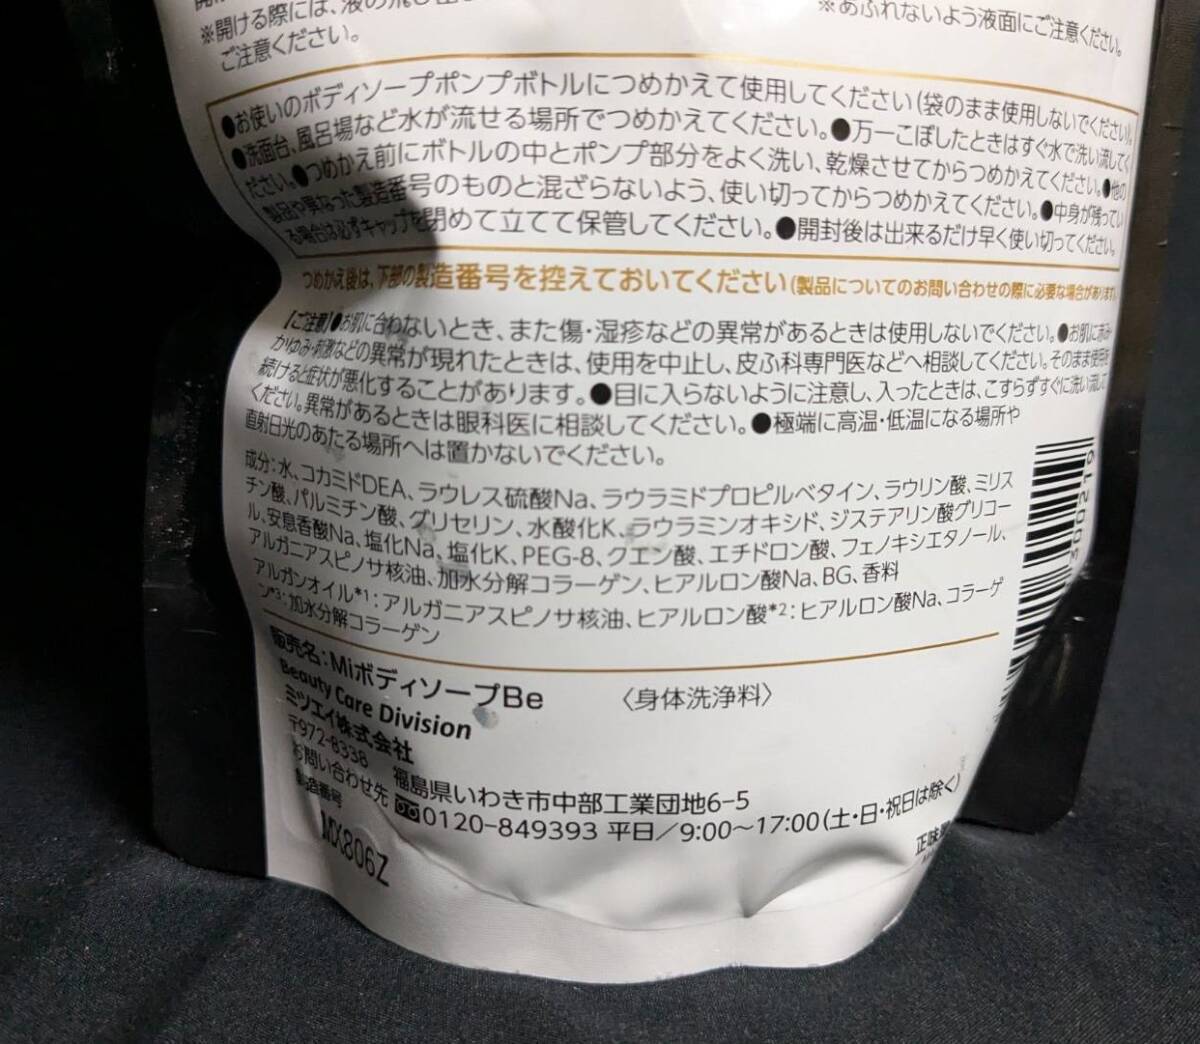 ※開ける際には、液の飛び出し
ご注意ください。
※あふれないよう液面にご注意ください。
●お使いのボディソープポンプボトルにつめかえて使用してください(袋のまま使用しないでください)。
●洗面台、風呂場など水が流せる場所でつめかえてください。●万一こぼしたときはすぐ水で洗い流してく
ださい。●つめかえ前にボトルの中とポンプ部分をよく洗い、乾燥させてからつめかえてください。●他の
製品や異なった製造番号のものと混ざらないよう、使い切ってからつめかえてください。●中身が残ってい
る場合は必ずキャップを閉めて立てて保管してください。●開封後は出来るだけ早く使い切ってください。
つめかえ後は、下部の製造番号を控えておいてください(製品についてのお問い合わせの際に必要な場合があります
【ご注意】●お肌に合わないとき、また傷・湿疹などの異常があるときは使用しないでください。●お肌に赤み・
かゆみ・刺激などの異常が現れたときは、使用を中止し、皮ふ科専門医などへ相談してください。そのまま使用を
続けると症状が悪化することがあります。●目に入らないように注意し、入ったときは、こすらずすぐに洗い流して
ください。異常があるときは眼科医に相談してください。●極端に高温・低温になる場所や
直射日光のあたる場所へは置かないでください。
成分:水、コカミドDEA、ラウレス硫酸Na、ラウラミドプロピルベタイン、ラウリン酸、ミリス
チン酸、パルミチン酸、グリセリン、水酸化K、ラウラミンオキシド、ジステアリン酸グリコー
ル、安息香酸Na、塩化Na、塩化K、PEG-8、クエン酸、エチドロン酸、フェノキシエタノール、
アルガニアスピノサ核油、加水分解コラーゲン、ヒアルロン酸Na、BG、香料
アルガンオイル*1:アルガニアスピノサ核油、ヒアルロン酸*2:ヒアルロン酸Na、コラーゲ
ン*3:加水分解コラーゲン
販売名:MiボディソープBe 〈身体洗浄料〉
Beauty Care Division
ミツエイ株式会社
〒972-8338 福島県いわき市中部工業団地6-5
お問い合わせ先 0120-849393 平日/9:00～17:00(土・日・祝日は除く)
製造番号
MX806Z
正味